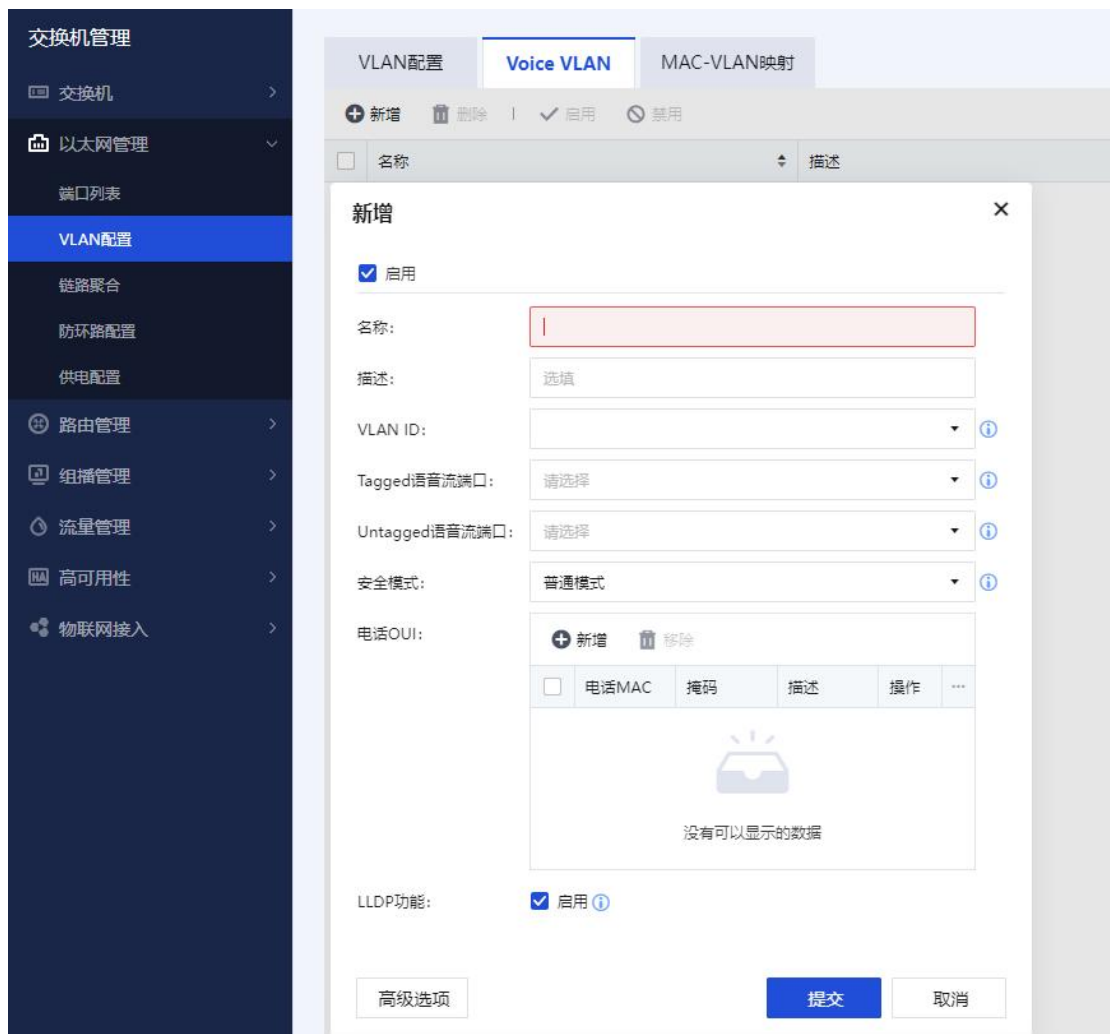 交换机管理
交换机
以太网管理
端口列表
VLAN配置
链路聚合
防环路配置
供电配置
路由管理
组播管理
流量管理
高可用性
物联网接入
VLAN配置 Voice VLAN MAC-VLAN映射
新增 删除 启用 禁用
名称 描述
新增
启用
名称:
描述: 选填
VLAN ID:
Tagged语音流端口: 请选择
Untagged语音流端口: 请选择
安全模式: 普通模式
电话OUI: 新增 移除
电话MAC 掩码 描述 操作 ...
没有可以显示的数据
LLDP功能: 启用
高级选项 提交 取消